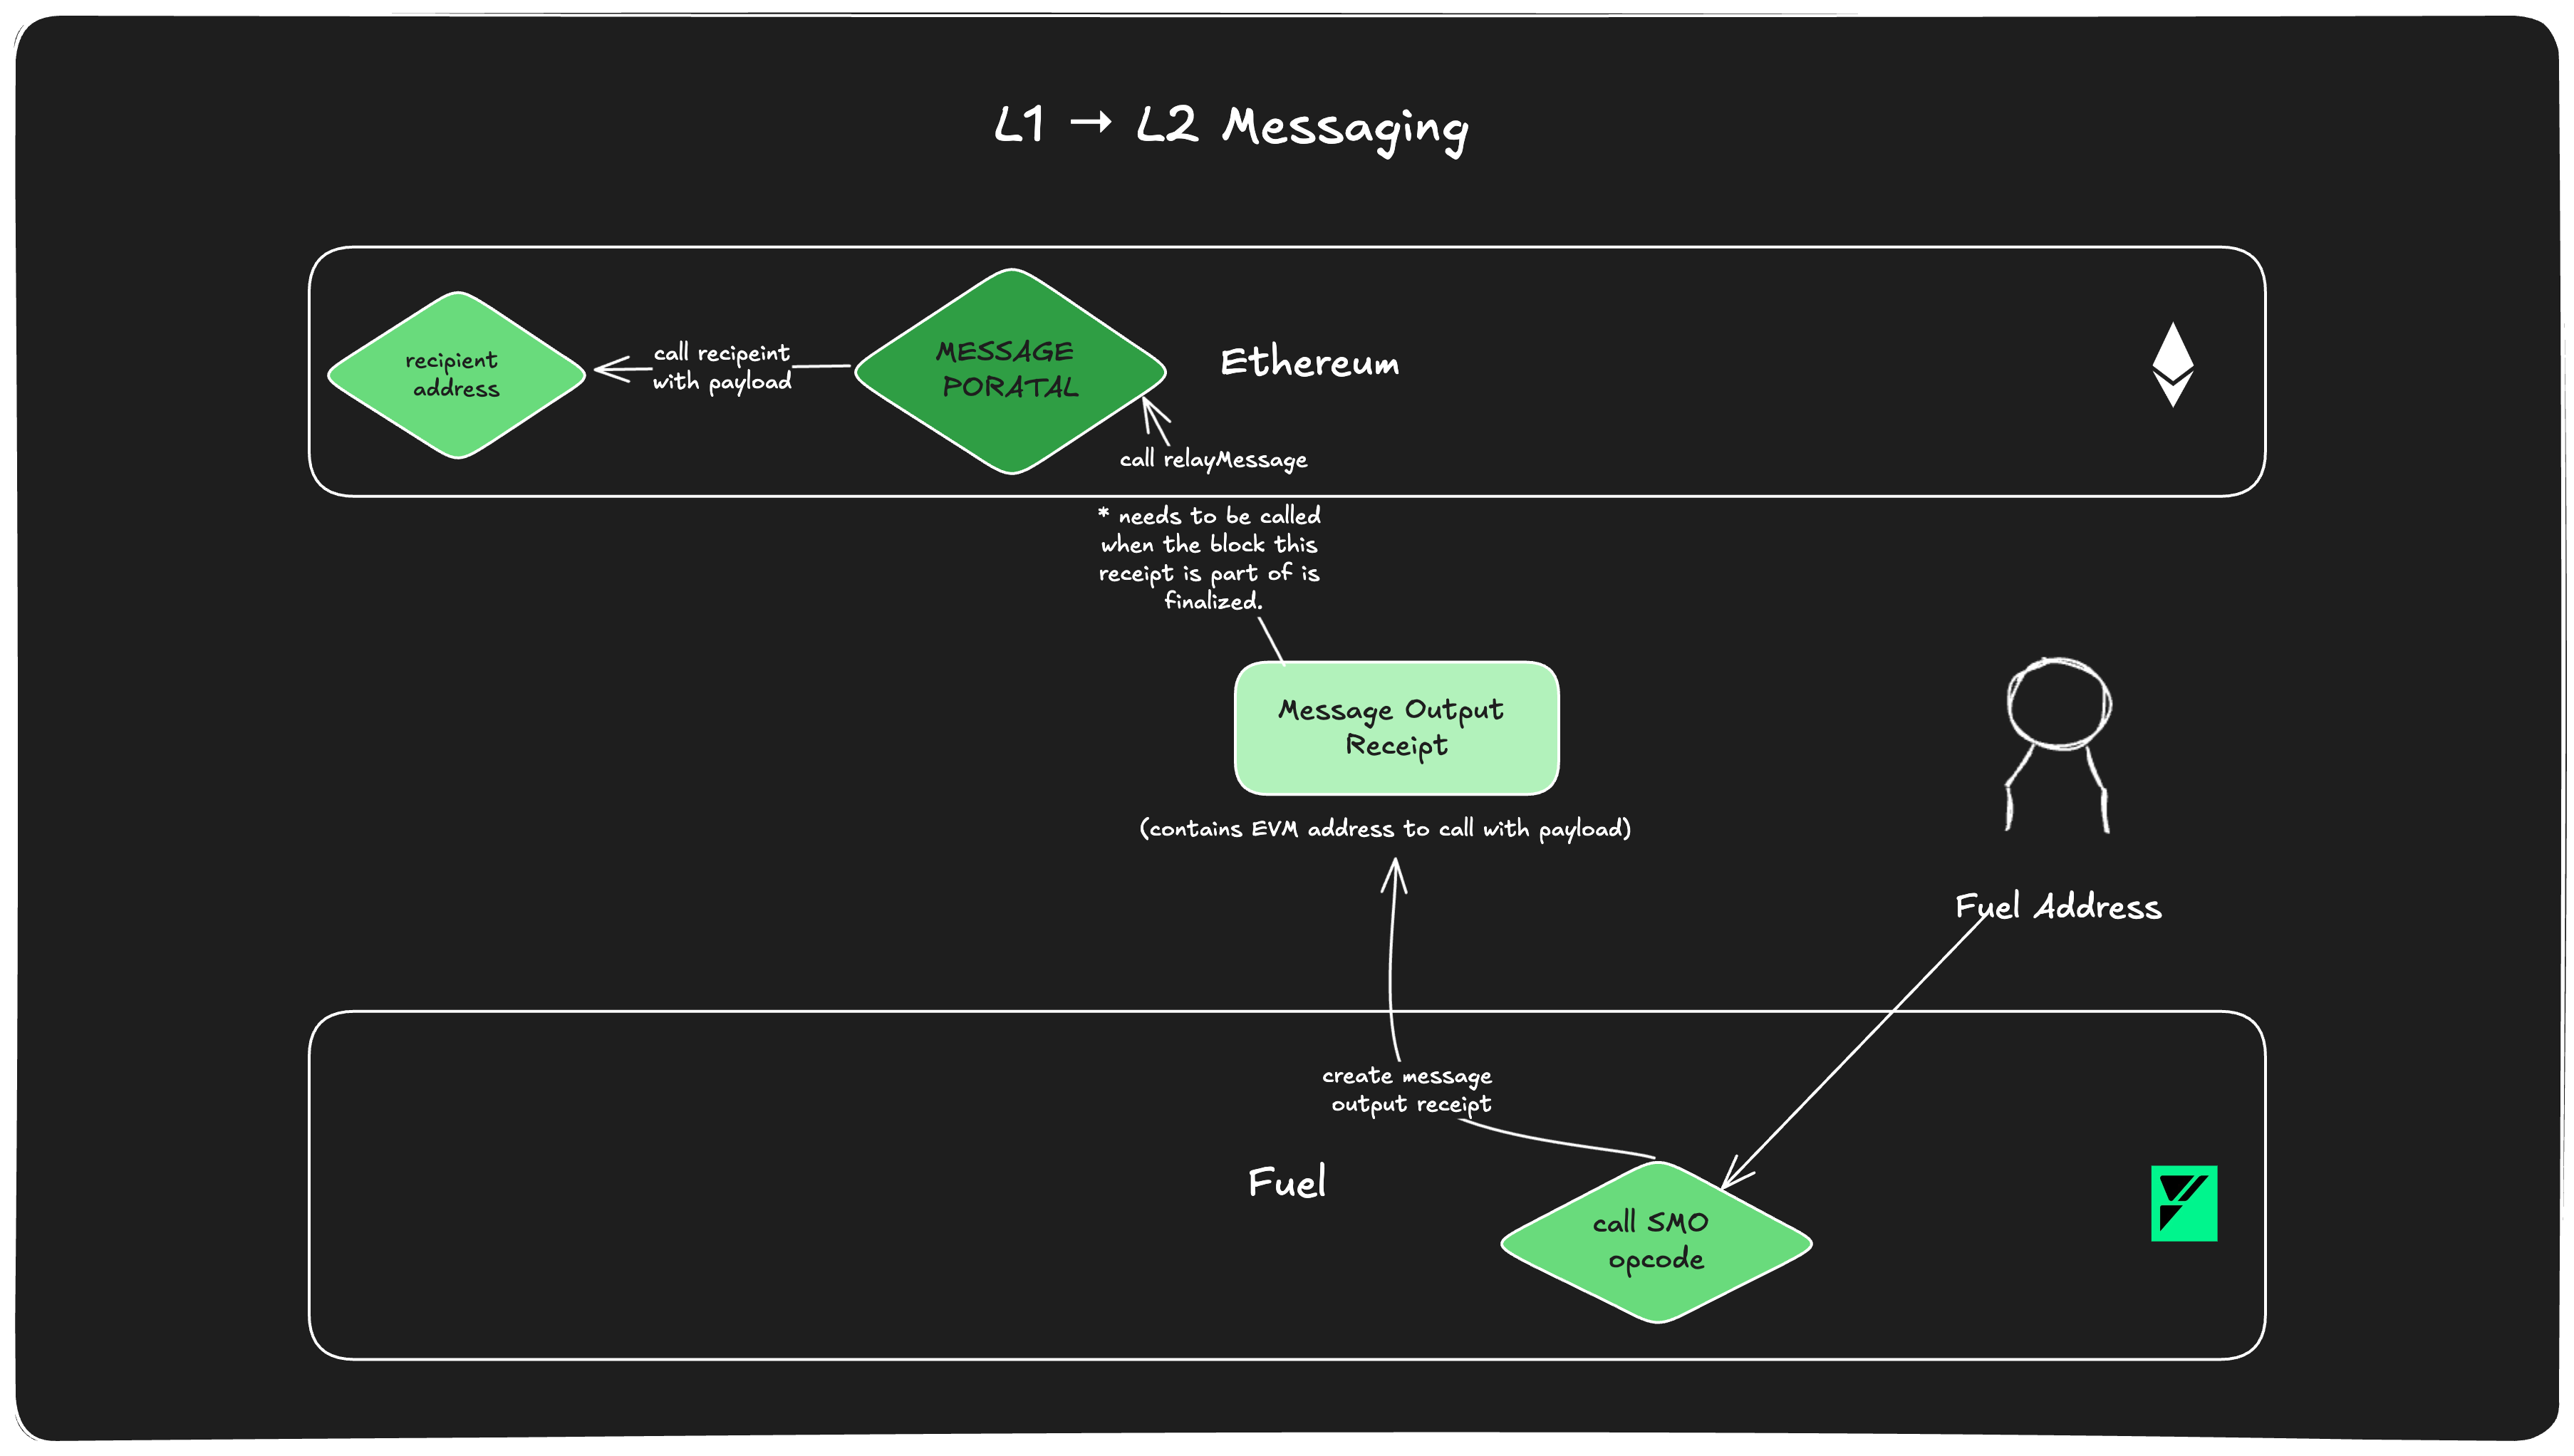 L1 → L2 Messaging
recipient
address
call recipeint
with payload
MESSAGE
PORATAL
Ethereum
call relayMessage
* needs to be called
when the block this
receipt is part of is
finalized.
Message Output
Receipt
(contains EVM address to call with payload)
Fuel Address
create message
output receipt
Fuel
call SMO
opcode